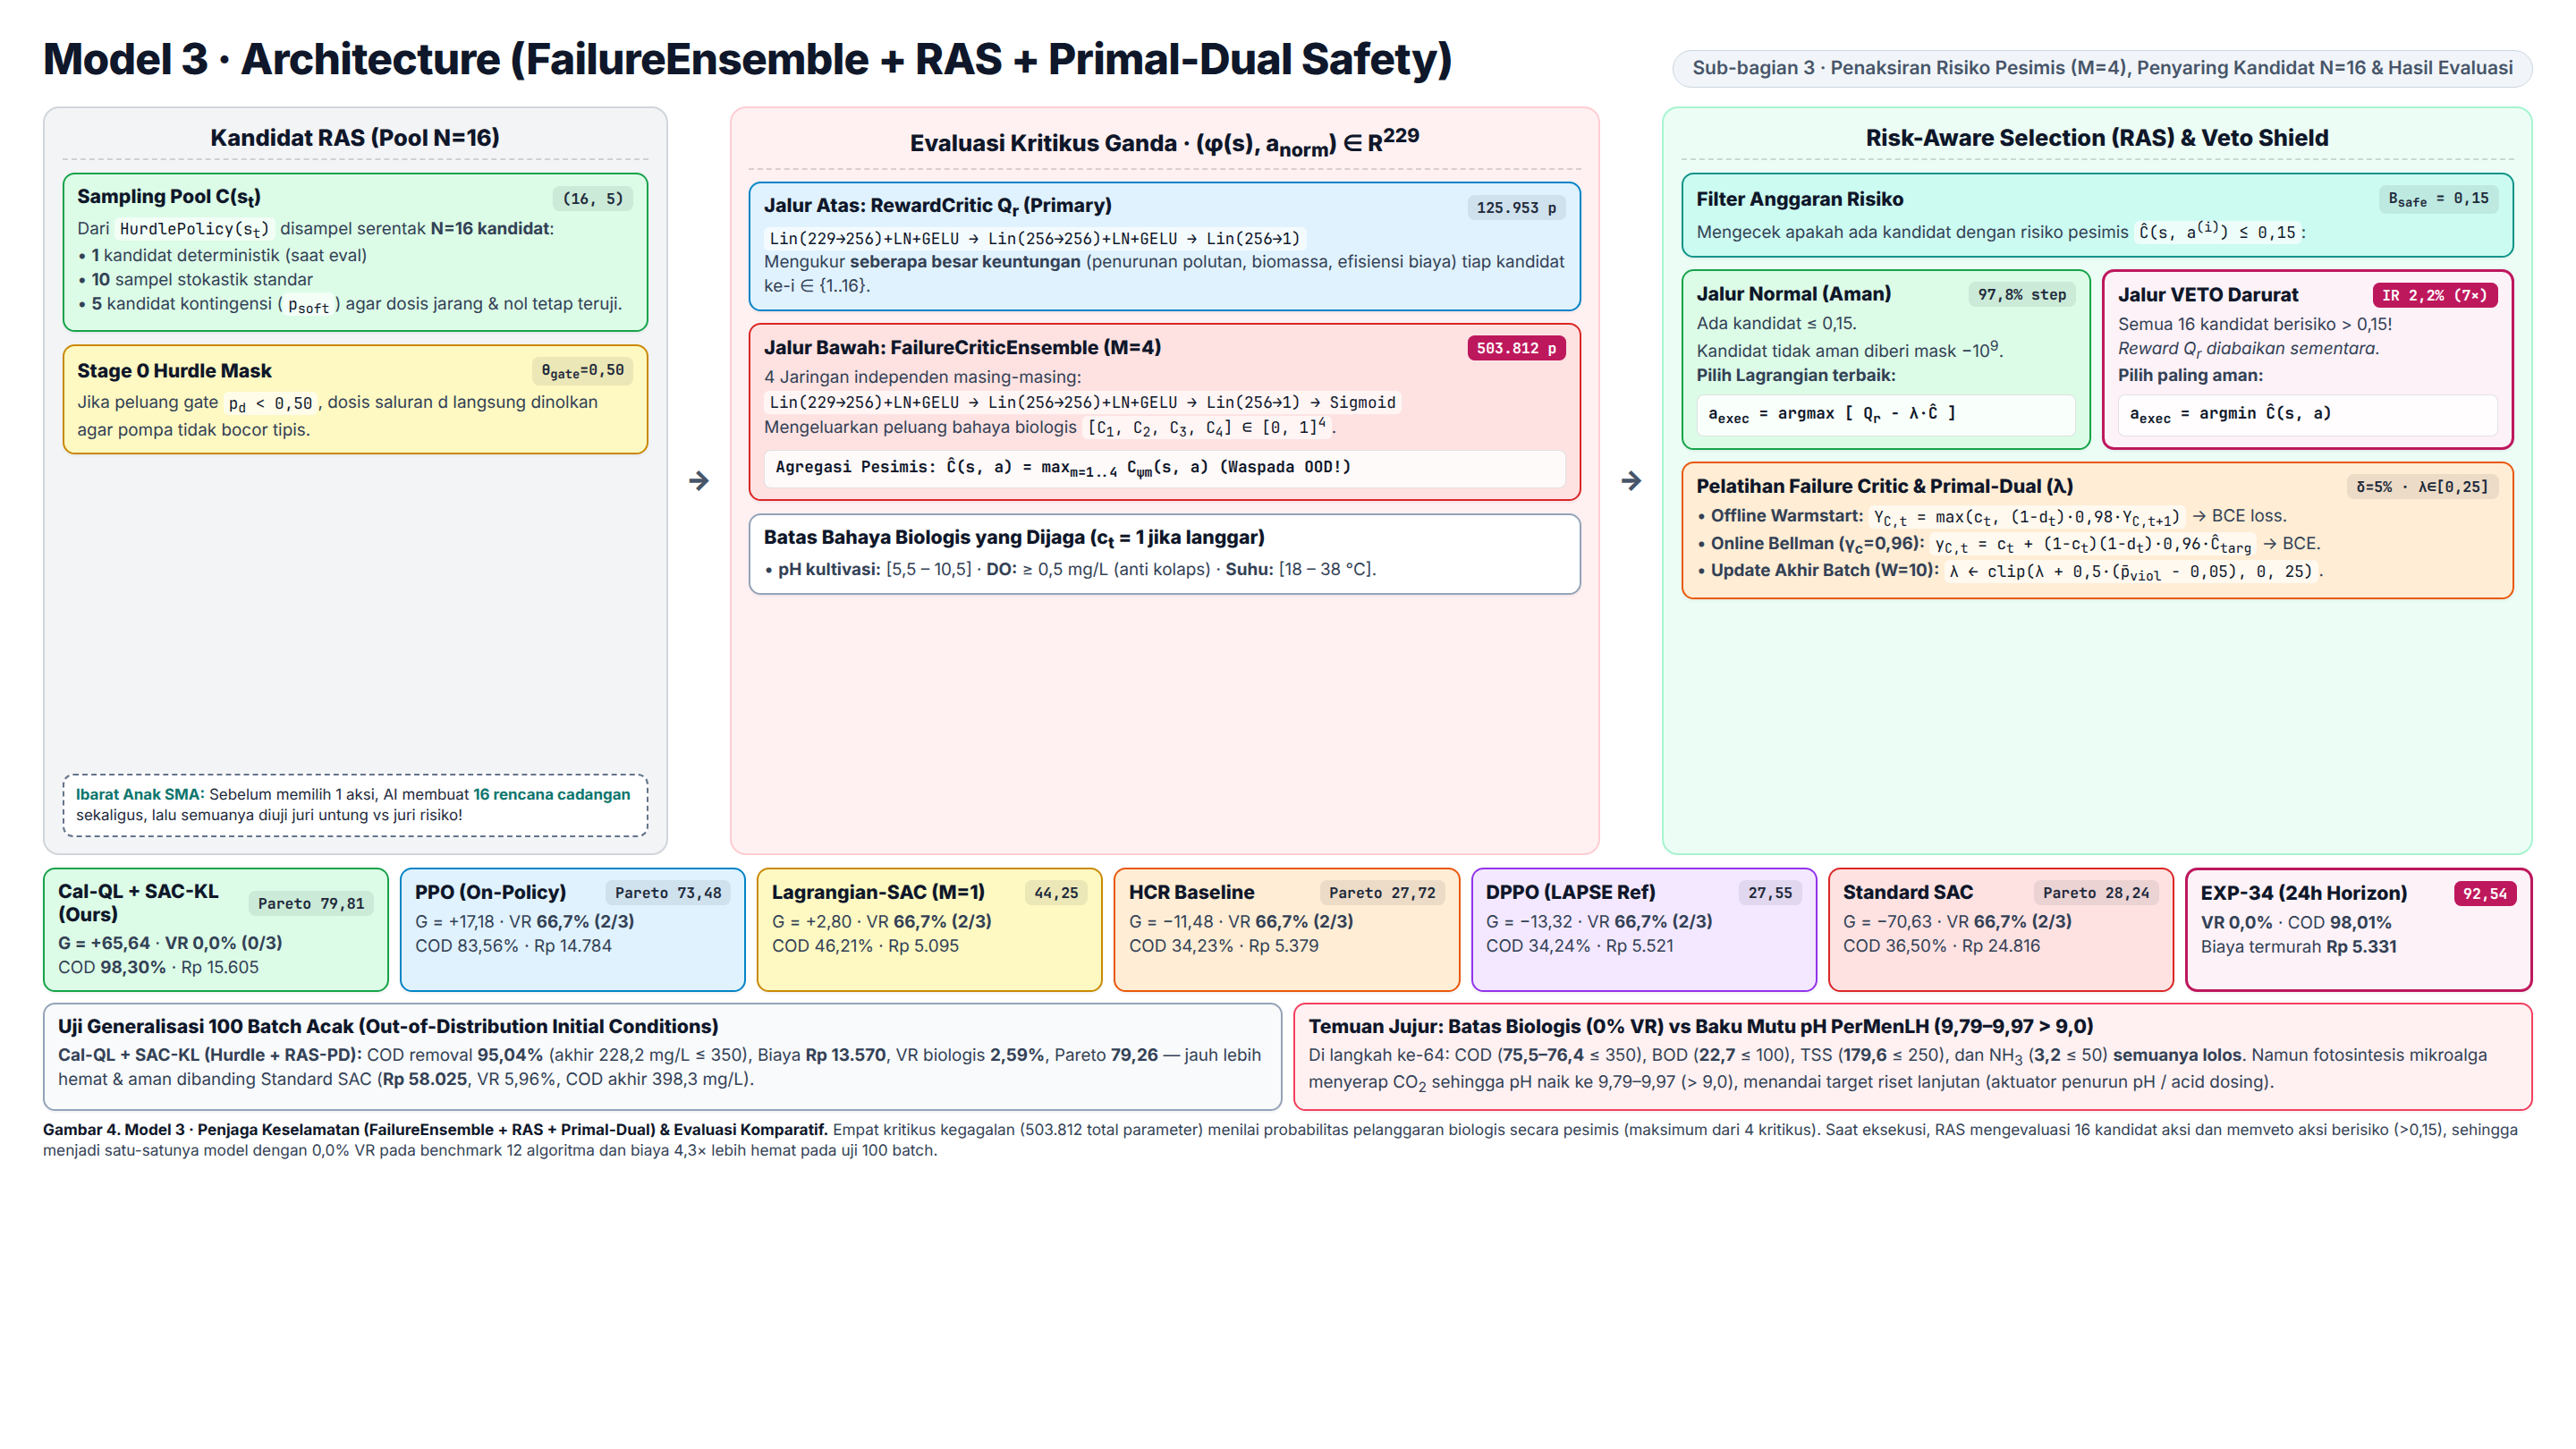 Model 3 · Architecture (FailureEnsemble + RAS + Primal-Dual Safety)
Sub-bagian 3 · Penaksiran Risiko Pesimis (M=4), Penyaring Kandidat N=16 & Hasil Evaluasi
Kandidat RAS (Pool N=16)
Sampling Pool C(sₜ)
(16, 5)
Dari HurdlePolicy(sₜ) disampel serentak N=16 kandidat:
• 1 kandidat deterministik (saat eval)
• 10 sampel stokastik standar
• 5 kandidat kontingensi ( p_soft ) agar dosis jarang & nol tetap teruji.
Stage 0 Hurdle Mask
θ_gate=0,50
Jika peluang gate p_d < 0,50 , dosis saluran d langsung dinolkan
agar pompa tidak bocor tipis.
Ibarat Anak SMA: Sebelum memilih 1 aksi, AI membuat 16 rencana cadangan
sekaligus, lalu semuanya diuji juri untung vs juri risiko!
→
Evaluasi Kritikus Ganda · (φ(s), a_norm) ∈ R²²⁹
Jalur Atas: RewardCritic Qᵣ (Primary)
125.953 p
Lin(229→256)+LN+GELU → Lin(256→256)+LN+GELU → Lin(256→1)
Mengukur seberapa besar keuntungan (penurunan polutan, biomassa, efisiensi biaya) tiap kandidat
ke-i ∈ {1..16}.
Jalur Bawah: FailureCriticEnsemble (M=4)
503.812 p
4 Jaringan independen masing-masing:
Lin(229→256)+LN+GELU → Lin(256→256)+LN+GELU → Lin(256→1) → Sigmoid
Mengeluarkan peluang bahaya biologis [C₁, C₂, C₃, C₄] ∈ [0, 1]⁴ .
Agregasi Pesimis: Ĉ(s, a) = max_m=1..4 C_ψm(s, a) (Waspada OOD!)
Batas Bahaya Biologis yang Dijaga (cₜ = 1 jika langgar)
• pH kultivasi: [5,5 – 10,5] · DO: ≥ 0,5 mg/L (anti kolaps) · Suhu: [18 – 38 °C].
→
Risk-Aware Selection (RAS) & Veto Shield
Filter Anggaran Risiko
B_safe = 0,15
Mengecek apakah ada kandidat dengan risiko pesimis Ĉ(s, a⁽ⁱ⁾) ≤ 0,15 :
Jalur Normal (Aman)
97,8% step
Ada kandidat ≤ 0,15.
Kandidat tidak aman diberi mask −10⁹.
Pilih Lagrangian terbaik:
a_exec = argmax [ Qᵣ - λ·Ĉ ]
Jalur VETO Darurat
IR 2,2% (7×)
Semua 16 kandidat berisiko > 0,15!
Reward Qᵣ diabaikan sementara.
Pilih paling aman:
a_exec = argmin Ĉ(s, a)
Pelatihan Failure Critic & Primal-Dual (λ)
δ=5% · λ∈[0,25]
• Offline Warmstart: Y_C,t = max(cₜ, (1-dₜ)·0,98·Y_C,t+1) → BCE loss.
• Online Bellman (γ_c=0,96): y_C,t = cₜ + (1-cₜ)(1-dₜ)·0,96·Ĉ_targ → BCE.
• Update Akhir Batch (W=10): λ ← clip(λ + 0,5·(p̄_viol - 0,05), 0, 25) .
Cal-QL + SAC-KL
(Ours)
Pareto 79,81
G = +65,64 · VR 0,0% (0/3)
COD 98,30% · Rp 15.605
PPO (On-Policy)
Pareto 73,48
G = +17,18 · VR 66,7% (2/3)
COD 83,56% · Rp 14.784
Lagrangian-SAC (M=1)
44,25
G = +2,80 · VR 66,7% (2/3)
COD 46,21% · Rp 5.095
HCR Baseline
Pareto 27,72
G = −11,48 · VR 66,7% (2/3)
COD 34,23% · Rp 5.379
DPPO (LAPSE Ref)
27,55
G = −13,32 · VR 66,7% (2/3)
COD 34,24% · Rp 5.521
Standard SAC
Pareto 28,24
G = −70,63 · VR 66,7% (2/3)
COD 36,50% · Rp 24.816
EXP-34 (24h Horizon)
92,54
VR 0,0% · COD 98,01%
Biaya termurah Rp 5.331
Uji Generalisasi 100 Batch Acak (Out-of-Distribution Initial Conditions)
Cal-QL + SAC-KL (Hurdle + RAS-PD): COD removal 95,04% (akhir 228,2 mg/L ≤ 350), Biaya Rp 13.570, VR biologis 2,59%, Pareto 79,26 — jauh lebih
hemat & aman dibanding Standard SAC (Rp 58.025, VR 5,96%, COD akhir 398,3 mg/L).
Temuan Jujur: Batas Biologis (0% VR) vs Baku Mutu pH PerMenLH (9,79–9,97 > 9,0)
Di langkah ke-64: COD (75,5–76,4 ≤ 350), BOD (22,7 ≤ 100), TSS (179,6 ≤ 250), dan NH₃ (3,2 ≤ 50) semuanya lolos. Namun fotosintesis mikroalga
menyerap CO₂ sehingga pH naik ke 9,79–9,97 (> 9,0), menandai target riset lanjutan (aktuator penurun pH / acid dosing).
Gambar 4. Model 3 · Penjaga Keselamatan (FailureEnsemble + RAS + Primal-Dual) & Evaluasi Komparatif. Empat kritikus kegagalan (503.812 total parameter) menilai probabilitas pelanggaran biologis secara pesimis (maksimum dari 4 kritikus). Saat eksekusi, RAS mengevaluasi 16 kandidat aksi dan memveto aksi berisiko (>0,15), sehingga
menjadi satu-satunya model dengan 0,0% VR pada benchmark 12 algoritma dan biaya 4,3× lebih hemat pada uji 100 batch.